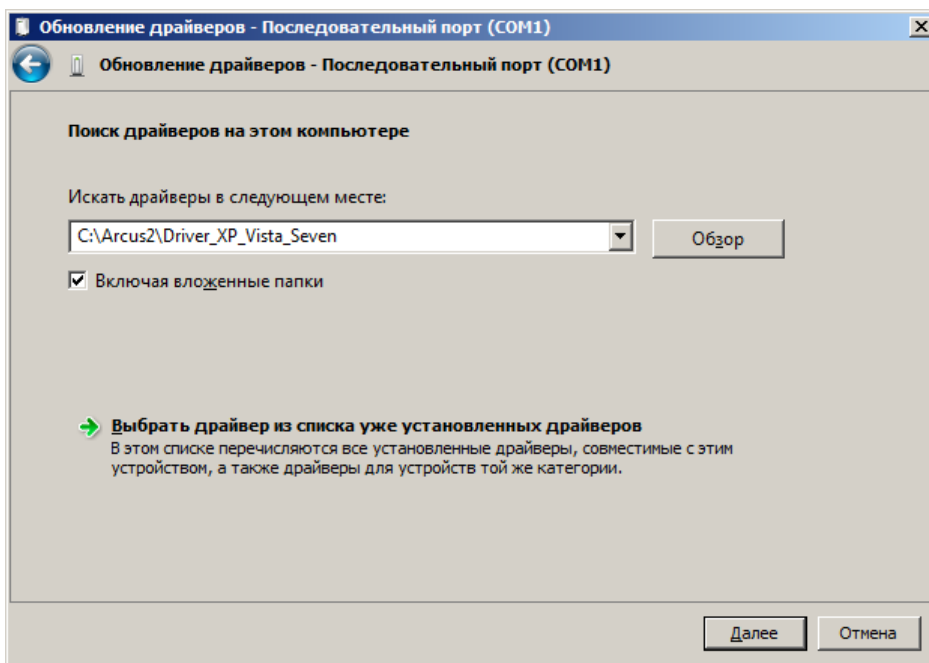 Обновление драйверов - Последовательный порт (COM1)
Обновление драйверов - Последовательный порт (COM1)
Поиск драйверов на этом компьютере
Искать драйверы в следующем месте:
C:\Arcus2\Driver_XP_Vista_Seven
Обзор
Включая вложенные папки
Выбрать драйвер из списка уже установленных драйверов
В этом списке перечисляются все установленные драйверы, совместимые с этим
устройством, а также драйверы для устройств той же категории.
Далее
Отмена